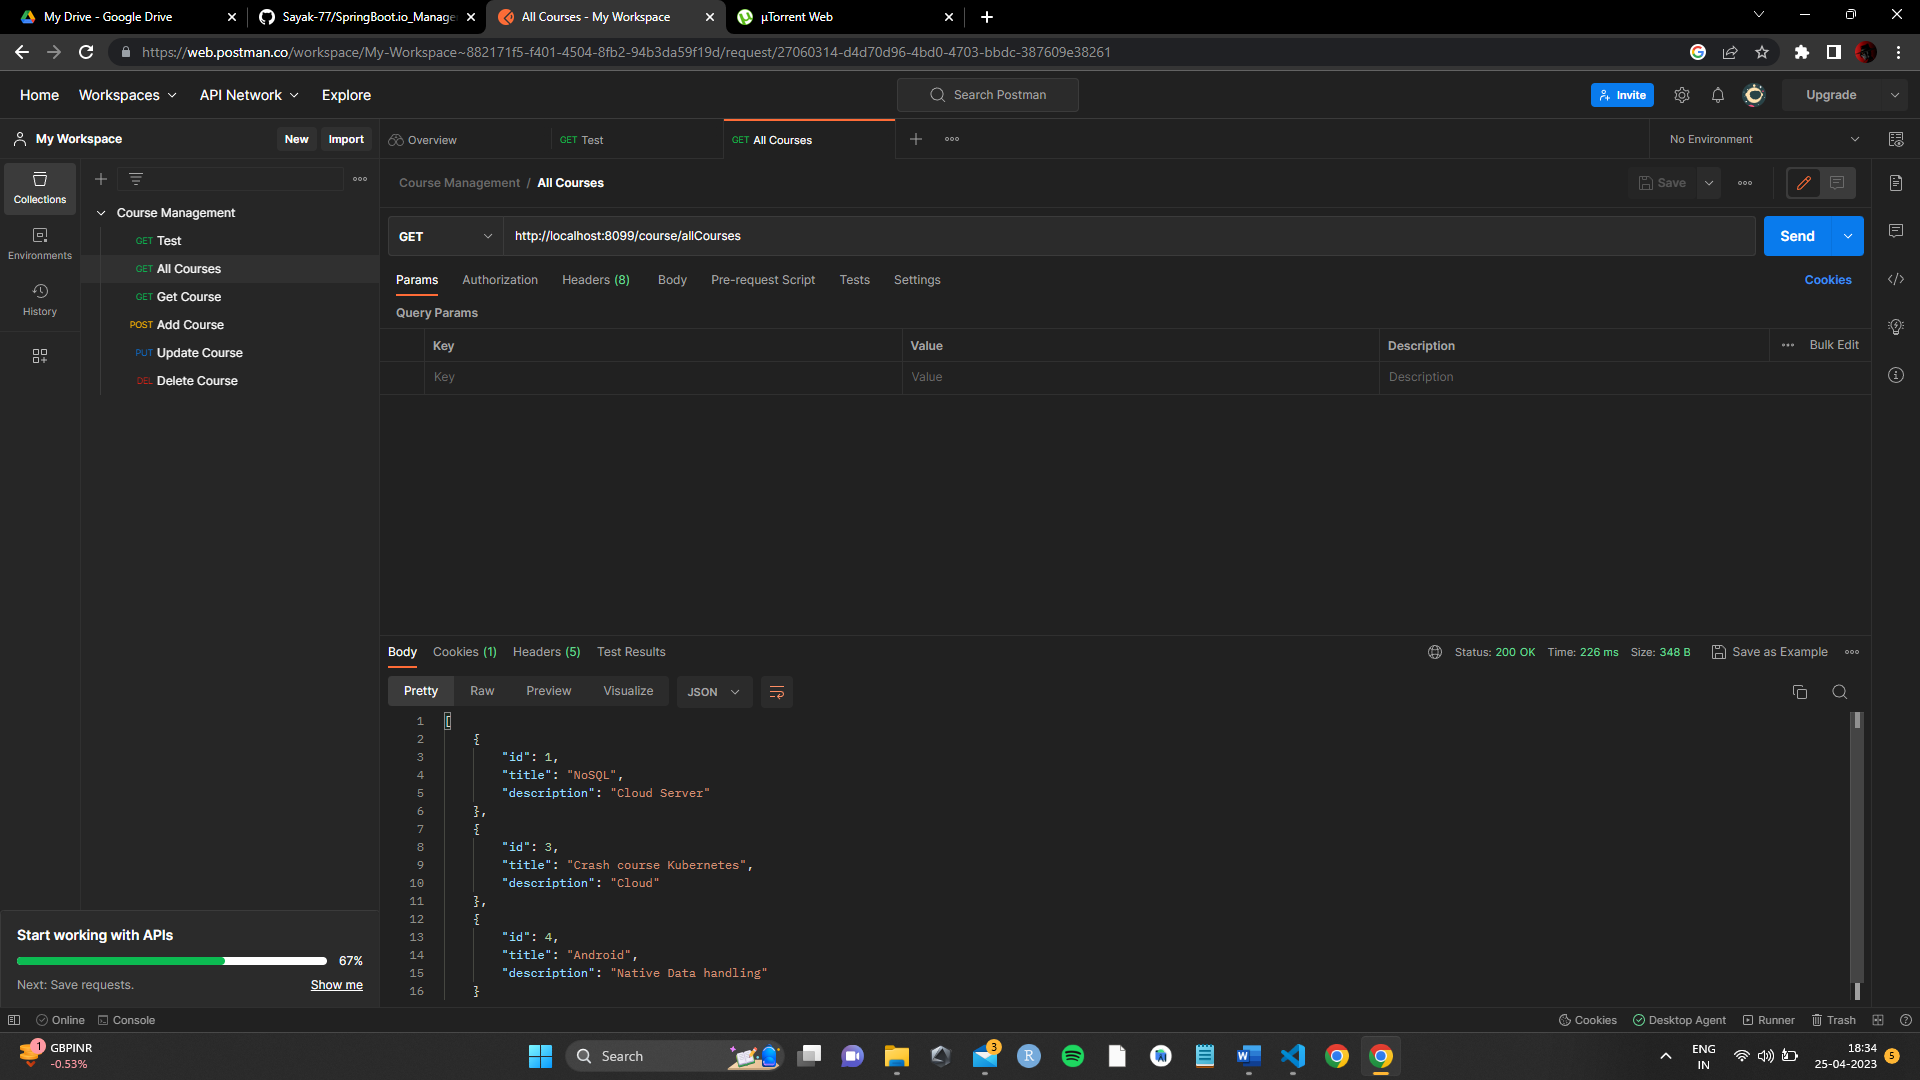 My Drive - Google Drive
Sayak-77/SpringBoot.io_Manage
All Courses - My Workspace
µTorrent Web
https://web.postman.co/workspace/My-Workspace~882171f5-f401-4504-8fb2-94b3da59f19d/request/27060314-d4d70d96-4bd0-4703-bbdc-387609e38261
Home Workspaces API Network Explore
Search Postman
Invite
Upgrade
My Workspace New Import
Overview
GET Test
GET All Courses
No Environment
Collections
Environments
History
Course Management
GET Test
GET All Courses
GET Get Course
POST Add Course
PUT Update Course
DEL Delete Course
Course Management / All Courses
Save
GET http://localhost:8099/course/allCourses
Send
Params Authorization Headers (8) Body Pre-request Script Tests Settings Cookies
Query Params
Key Value Description Bulk Edit
Key Value Description
Body Cookies (1) Headers (5) Test Results
Status: 200 OK Time: 226 ms Size: 348 B Save as Example
Pretty Raw Preview Visualize JSON
1 [
2 {
3 "id": 1,
4 "title": "NoSQL",
5 "description": "Cloud Server"
6 },
7 {
8 "id": 3,
9 "title": "Crash course Kubernetes",
10 "description": "Cloud"
11 },
12 {
13 "id": 4,
14 "title": "Android",
15 "description": "Native Data handling"
16 }
Start working with APIs
67%
Next: Save requests. Show me
Online Console
Cookies Desktop Agent Runner Trash
1
GBPINR
-0.53%
Search
3
R
W
ENG
IN
18:34
25-04-2023
5